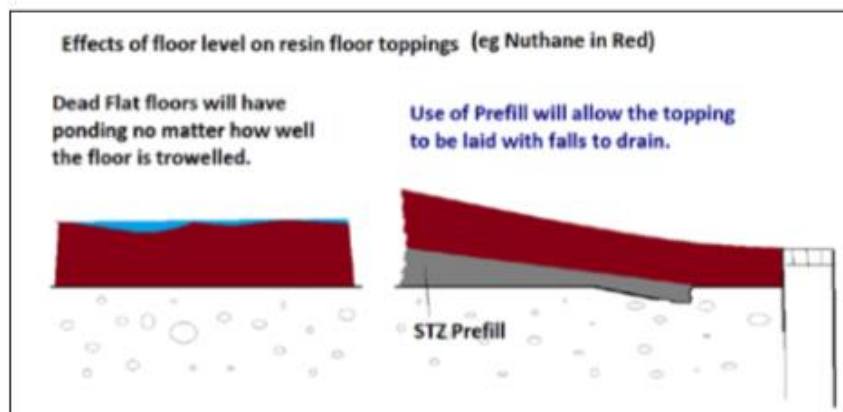 Effects of floor level on resin floor toppings (eg Nuthane in Red)
Dead Flat floors will have
ponding no matter how well
the floor is trowelled.
Use of Prefill will allow the topping
to be laid with falls to drain.
STZ Prefill